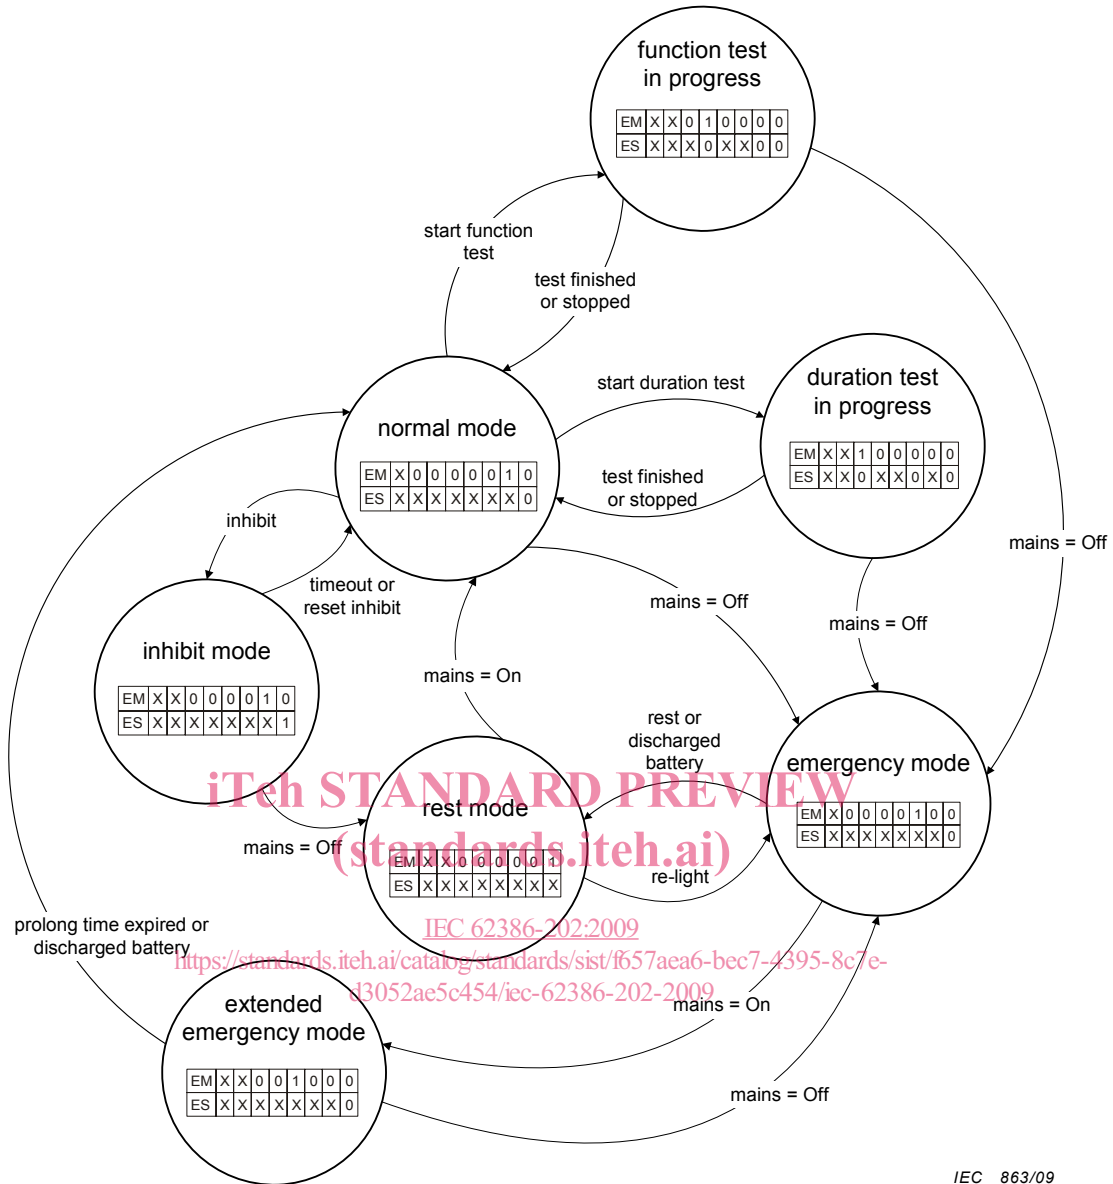 function test
in progress
EM X X 0 1 0 0 0 0
ES X X X 0 X X 0 0
start function
test
test finished
or stopped
start duration test
duration test
in progress
EM X X 1 0 0 0 0 0
ES X X 0 X X 0 X 0
normal mode
EM X 0 0 0 0 0 1 0
ES X X X X X X X 0
test finished
or stopped
inhibit
mains = Off
timeout or
reset inhibit
mains = Off
mains = Off
inhibit mode
EM X X 0 0 0 0 1 0
ES X X X X X X X 1
mains = On
rest or
discharged
battery
emergency mode
EM X 0 0 0 0 1 0 0
ES X X X X X X X 0
iTeh STANDARD PREVIEW
(standards.iteh.ai)
rest mode
EM X X 0 0 0 0 0 1
ES X X X X X X X X
mains = Off
re-light
prolong time expired or
discharged battery
IEC 62386-202:2009
https://standards.iteh.ai/catalog/standards/sist/f657aea6-bec7-4395-8c7e-
d3052ae5c454/iec-62386-202-2009
mains = On
extended
emergency mode
EM X X 0 0 1 0 0 0
ES X X X X X X X 0
mains = Off
IEC 863/09